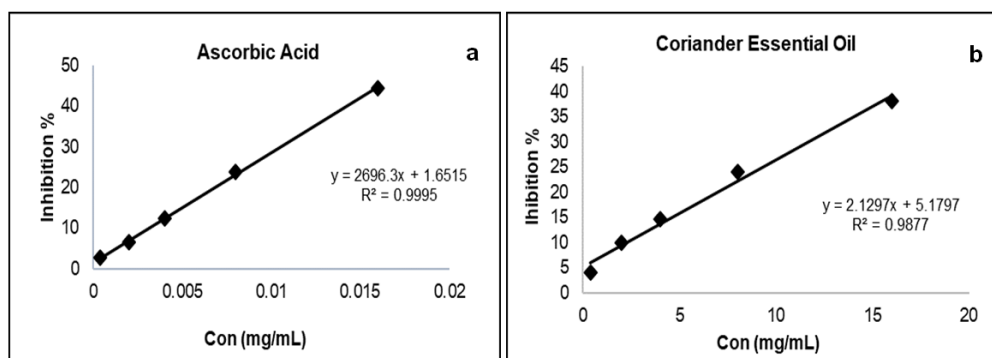 Ascorbic Acid
a
50
40
30
20
10
0
Inhibition %
y = 2696.3x + 1.6515
R² = 0.9995
0 0.005 0.01 0.015 0.02
Con (mg/mL)
Coriander Essential Oil
b
45
40
35
30
25
20
15
10
5
0
Ihibition %
y = 2.1297x + 5.1797
R² = 0.9877
0 5 10 15 20
Con (mg/mL)